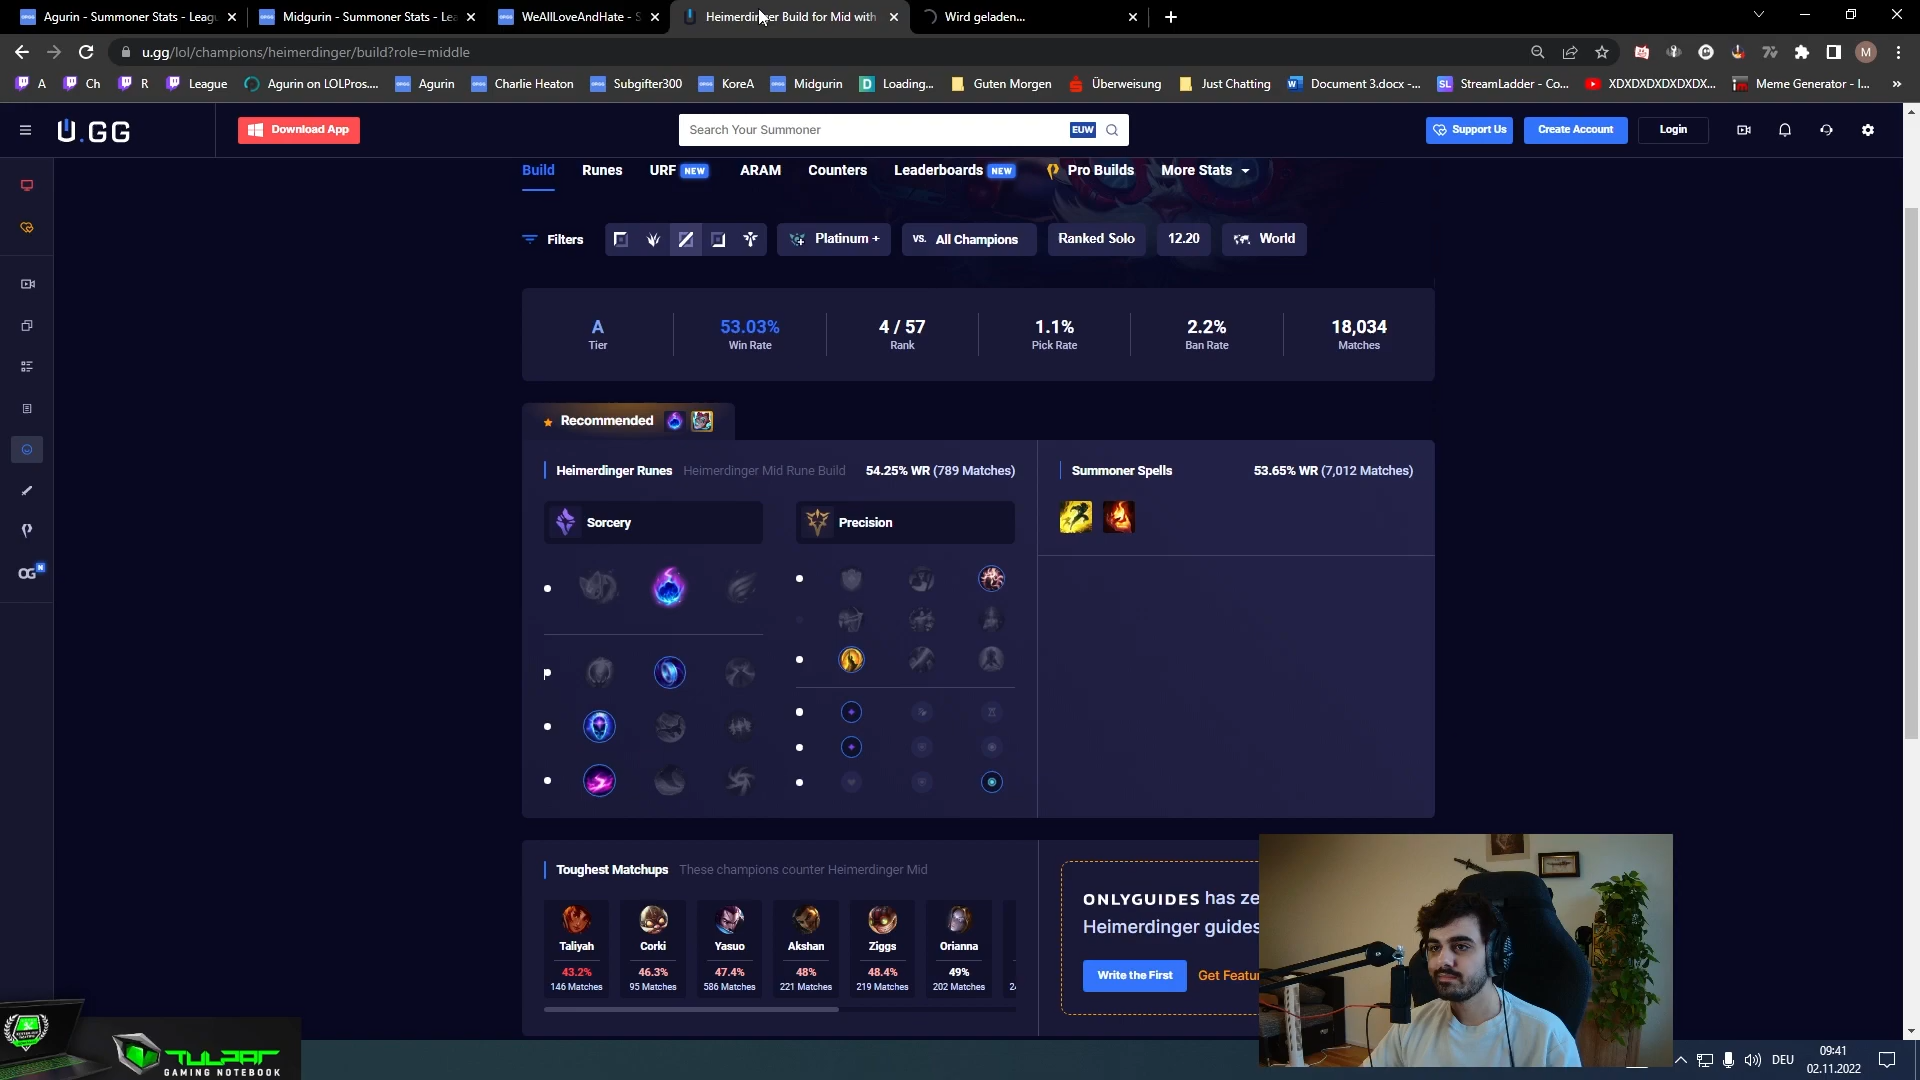 Agurin - Summoner Stats - Leagu
Midgurin - Summoner Stats - Lea
WeAllLoveAndHate - S
Heimerdinger Build for Mid with
Wird geladen...
u.gg/lol/champions/heimerdinger/build?role=middle
M
A
Ch
R
League
Agurin on LOLPros....
Agurin
Charlie Heaton
Subgifter300
KoreA
Midgurin
Loading...
Guten Morgen
Überweisung
Just Chatting
Document 3.docx -...
StreamLadder - Co...
XDXDXDXDXDXDX...
Meme Generator - I...
»
U.GG
Download App
Search Your Summoner
EUW
Support Us
Create Account
Login
Build
Runes
URF NEW
ARAM
Counters
Leaderboards NEW
Pro Builds
More Stats
Filters
Platinum +
VS. All Champions
Ranked Solo
12.20
World
A
Tier
53.03%
Win Rate
4 / 57
Rank
1.1%
Pick Rate
2.2%
Ban Rate
18,034
Matches
Recommended
Heimerdinger Runes Heimerdinger Mid Rune Build 54.25% WR (789 Matches)
Summoner Spells 53.65% WR (7,012 Matches)
Sorcery
Precision
OG N
Toughest Matchups These champions counter Heimerdinger Mid
Taliyah
43.2%
146 Matches
Corki
46.3%
95 Matches
Yasuo
47.4%
586 Matches
Akshan
48%
221 Matches
Ziggs
48.4%
219 Matches
Orianna
49%
202 Matches
ONLYGUIDES has ze
Heimerdinger guides
Write the First
Get Featu
TULPAR
GAMING NOTEBOOK
DEU
09:41
02.11.2022